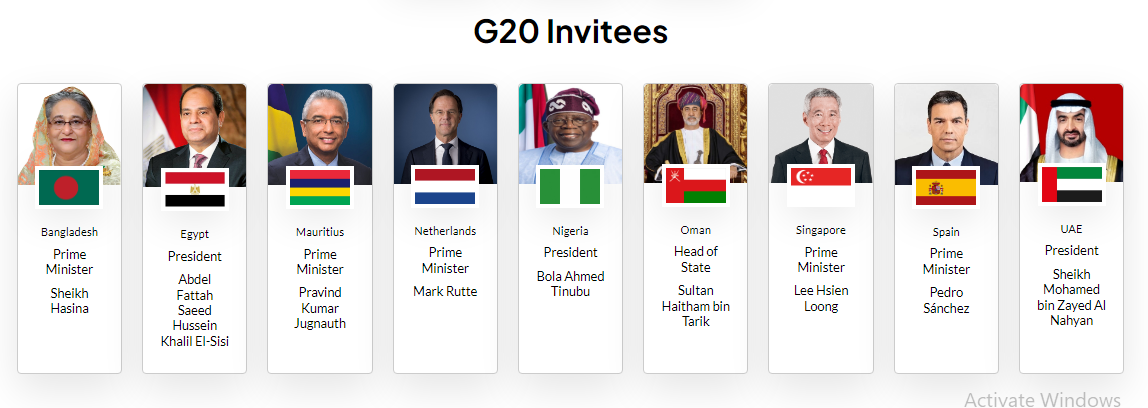 G20 Invitees
Bangladesh
Prime
Minister
Sheikh
Hasina
Egypt
President
Abdel
Fattah
Saeed
Hussein
Khalil El-Sisi
Mauritius
Prime
Minister
Pravind
Kumar
Jugnauth
Netherlands
Prime
Minister
Mark Rutte
Nigeria
President
Bola Ahmed
Tinubu
Oman
Head of
State
Sultan
Haitham bin
Tarik
Singapore
Prime
Minister
Lee Hsien
Loong
Spain
Prime
Minister
Pedro
Sánchez
UAE
President
Sheikh
Mohamed
bin Zayed Al
Nahyan
Activate Windows